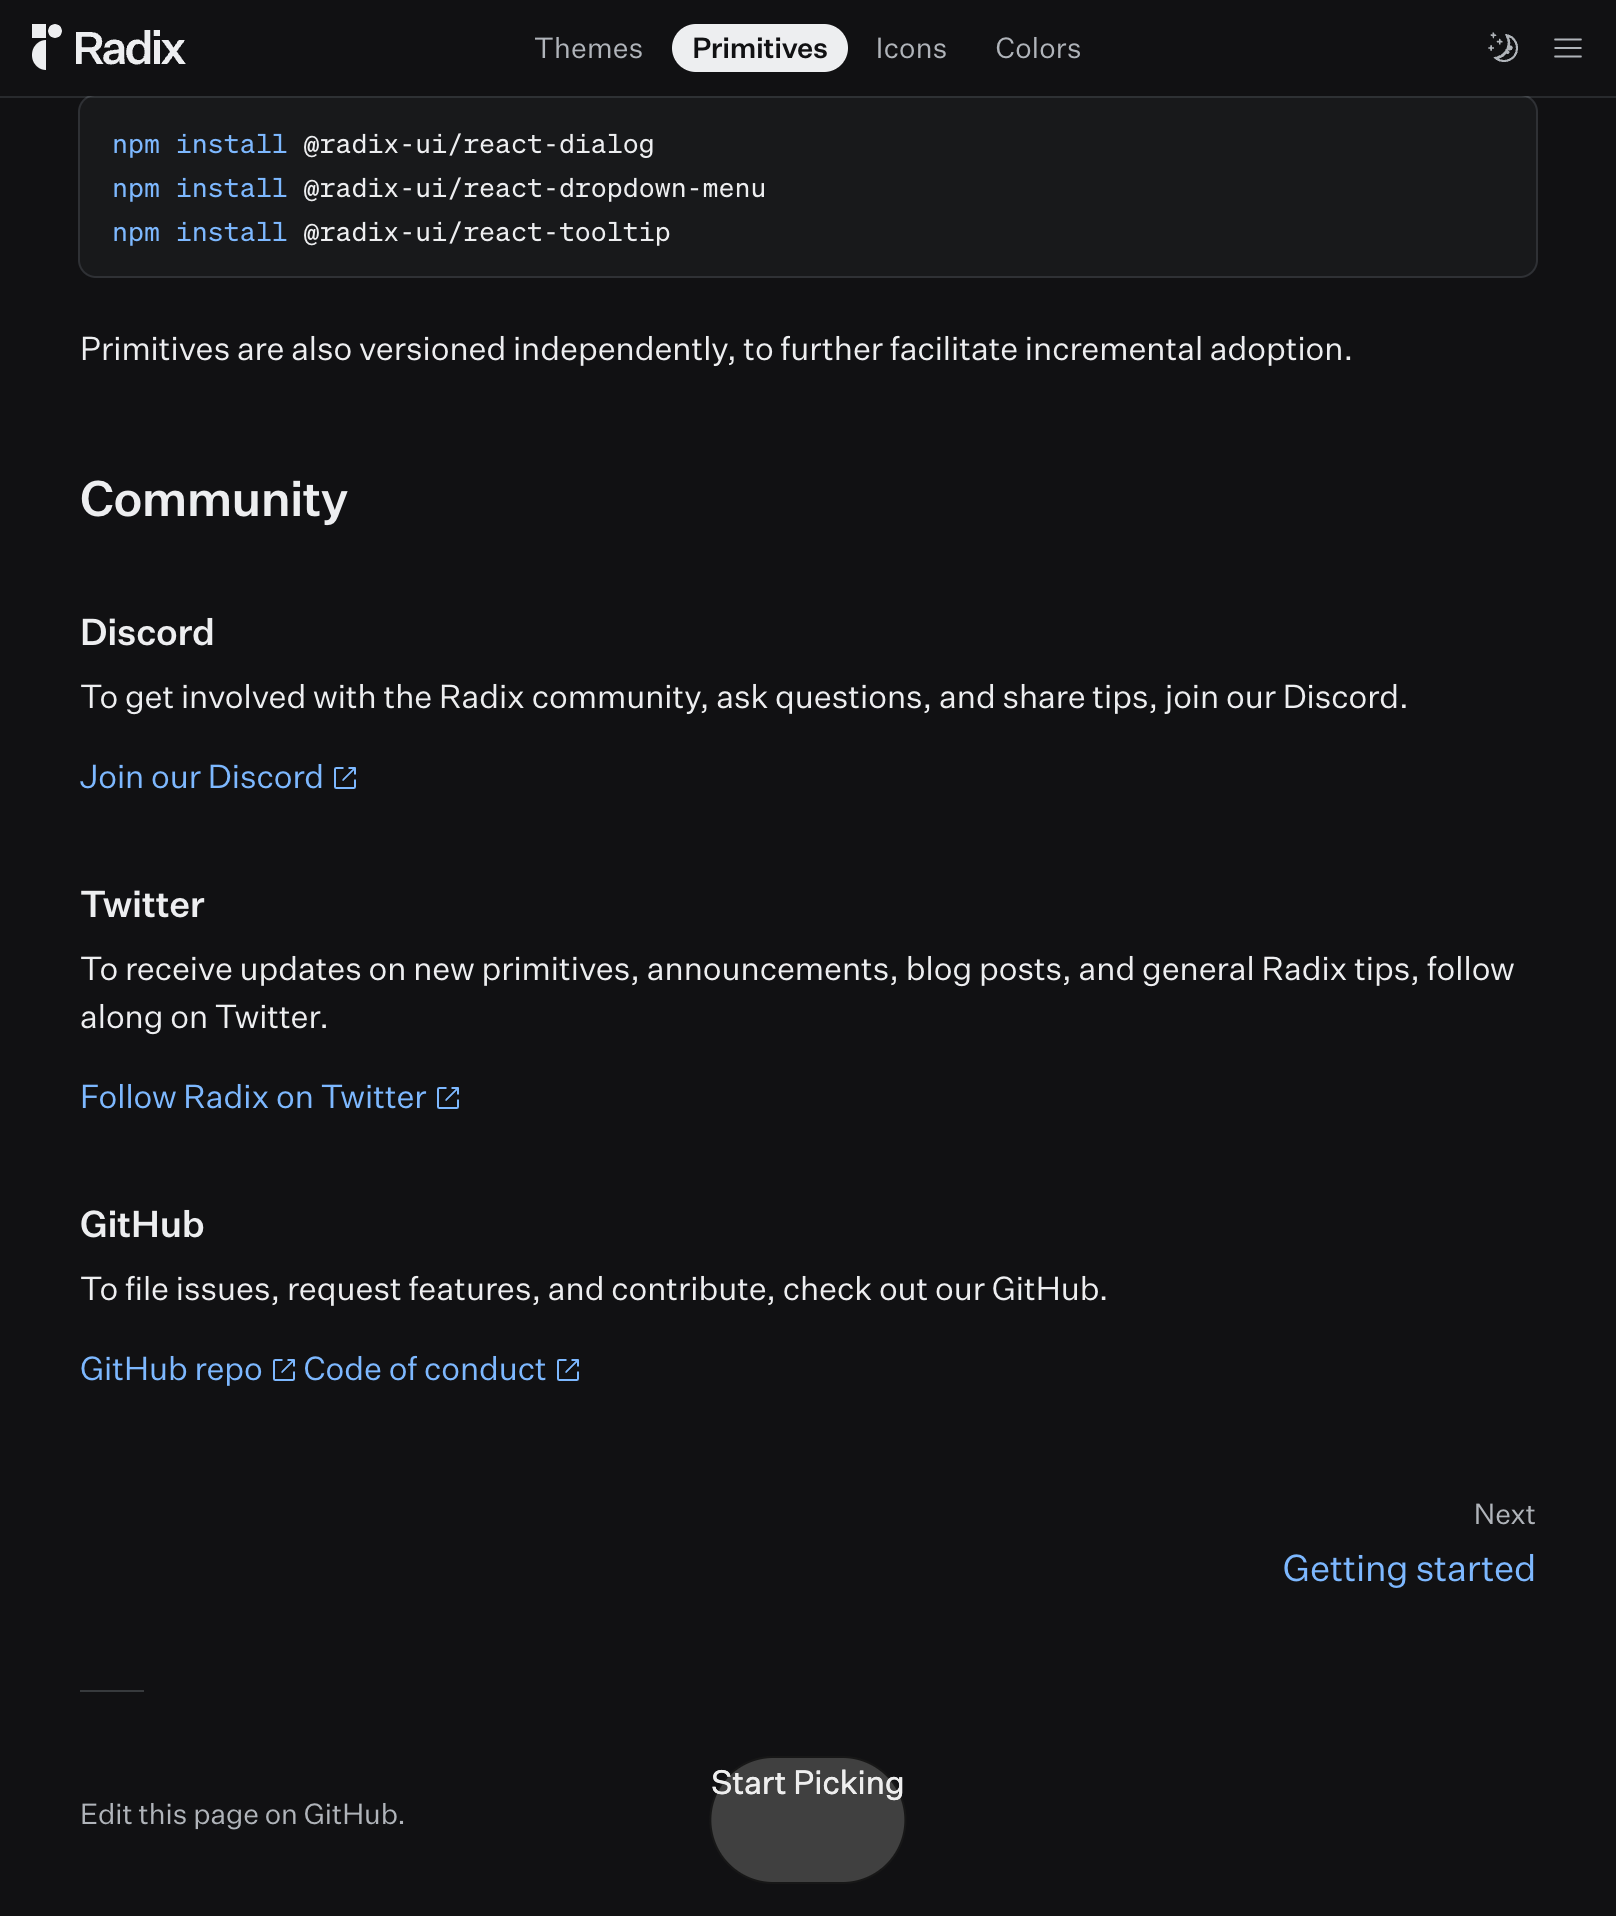 Radix
Themes Primitives Icons Colors
npm install @radix-ui/react-dialog
npm install @radix-ui/react-dropdown-menu
npm install @radix-ui/react-tooltip
Primitives are also versioned independently, to further facilitate incremental adoption.
Community
Discord
To get involved with the Radix community, ask questions, and share tips, join our Discord.
Join our Discord
Twitter
To receive updates on new primitives, announcements, blog posts, and general Radix tips, follow
along on Twitter.
Follow Radix on Twitter
GitHub
To file issues, request features, and contribute, check out our GitHub.
GitHub repo Code of conduct
Next
Getting started
Start Picking
Edit this page on GitHub.